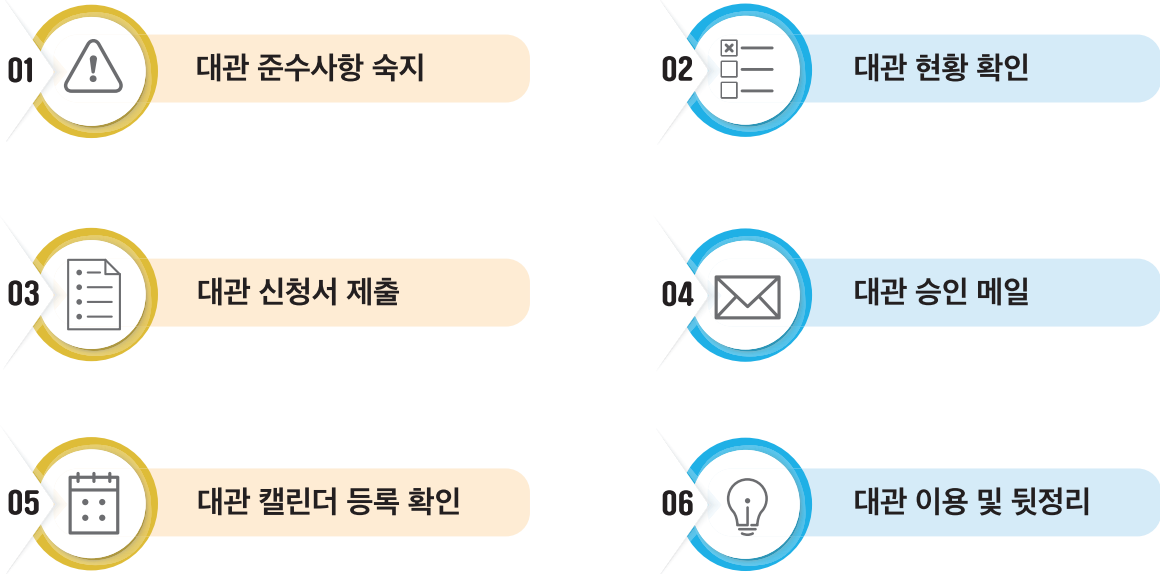 01 대관 준수사항 숙지
02 대관 현황 확인
03 대관 신청서 제출
04 대관 승인 메일
05 대관 캘린더 등록 확인
06 대관 이용 및 뒷정리